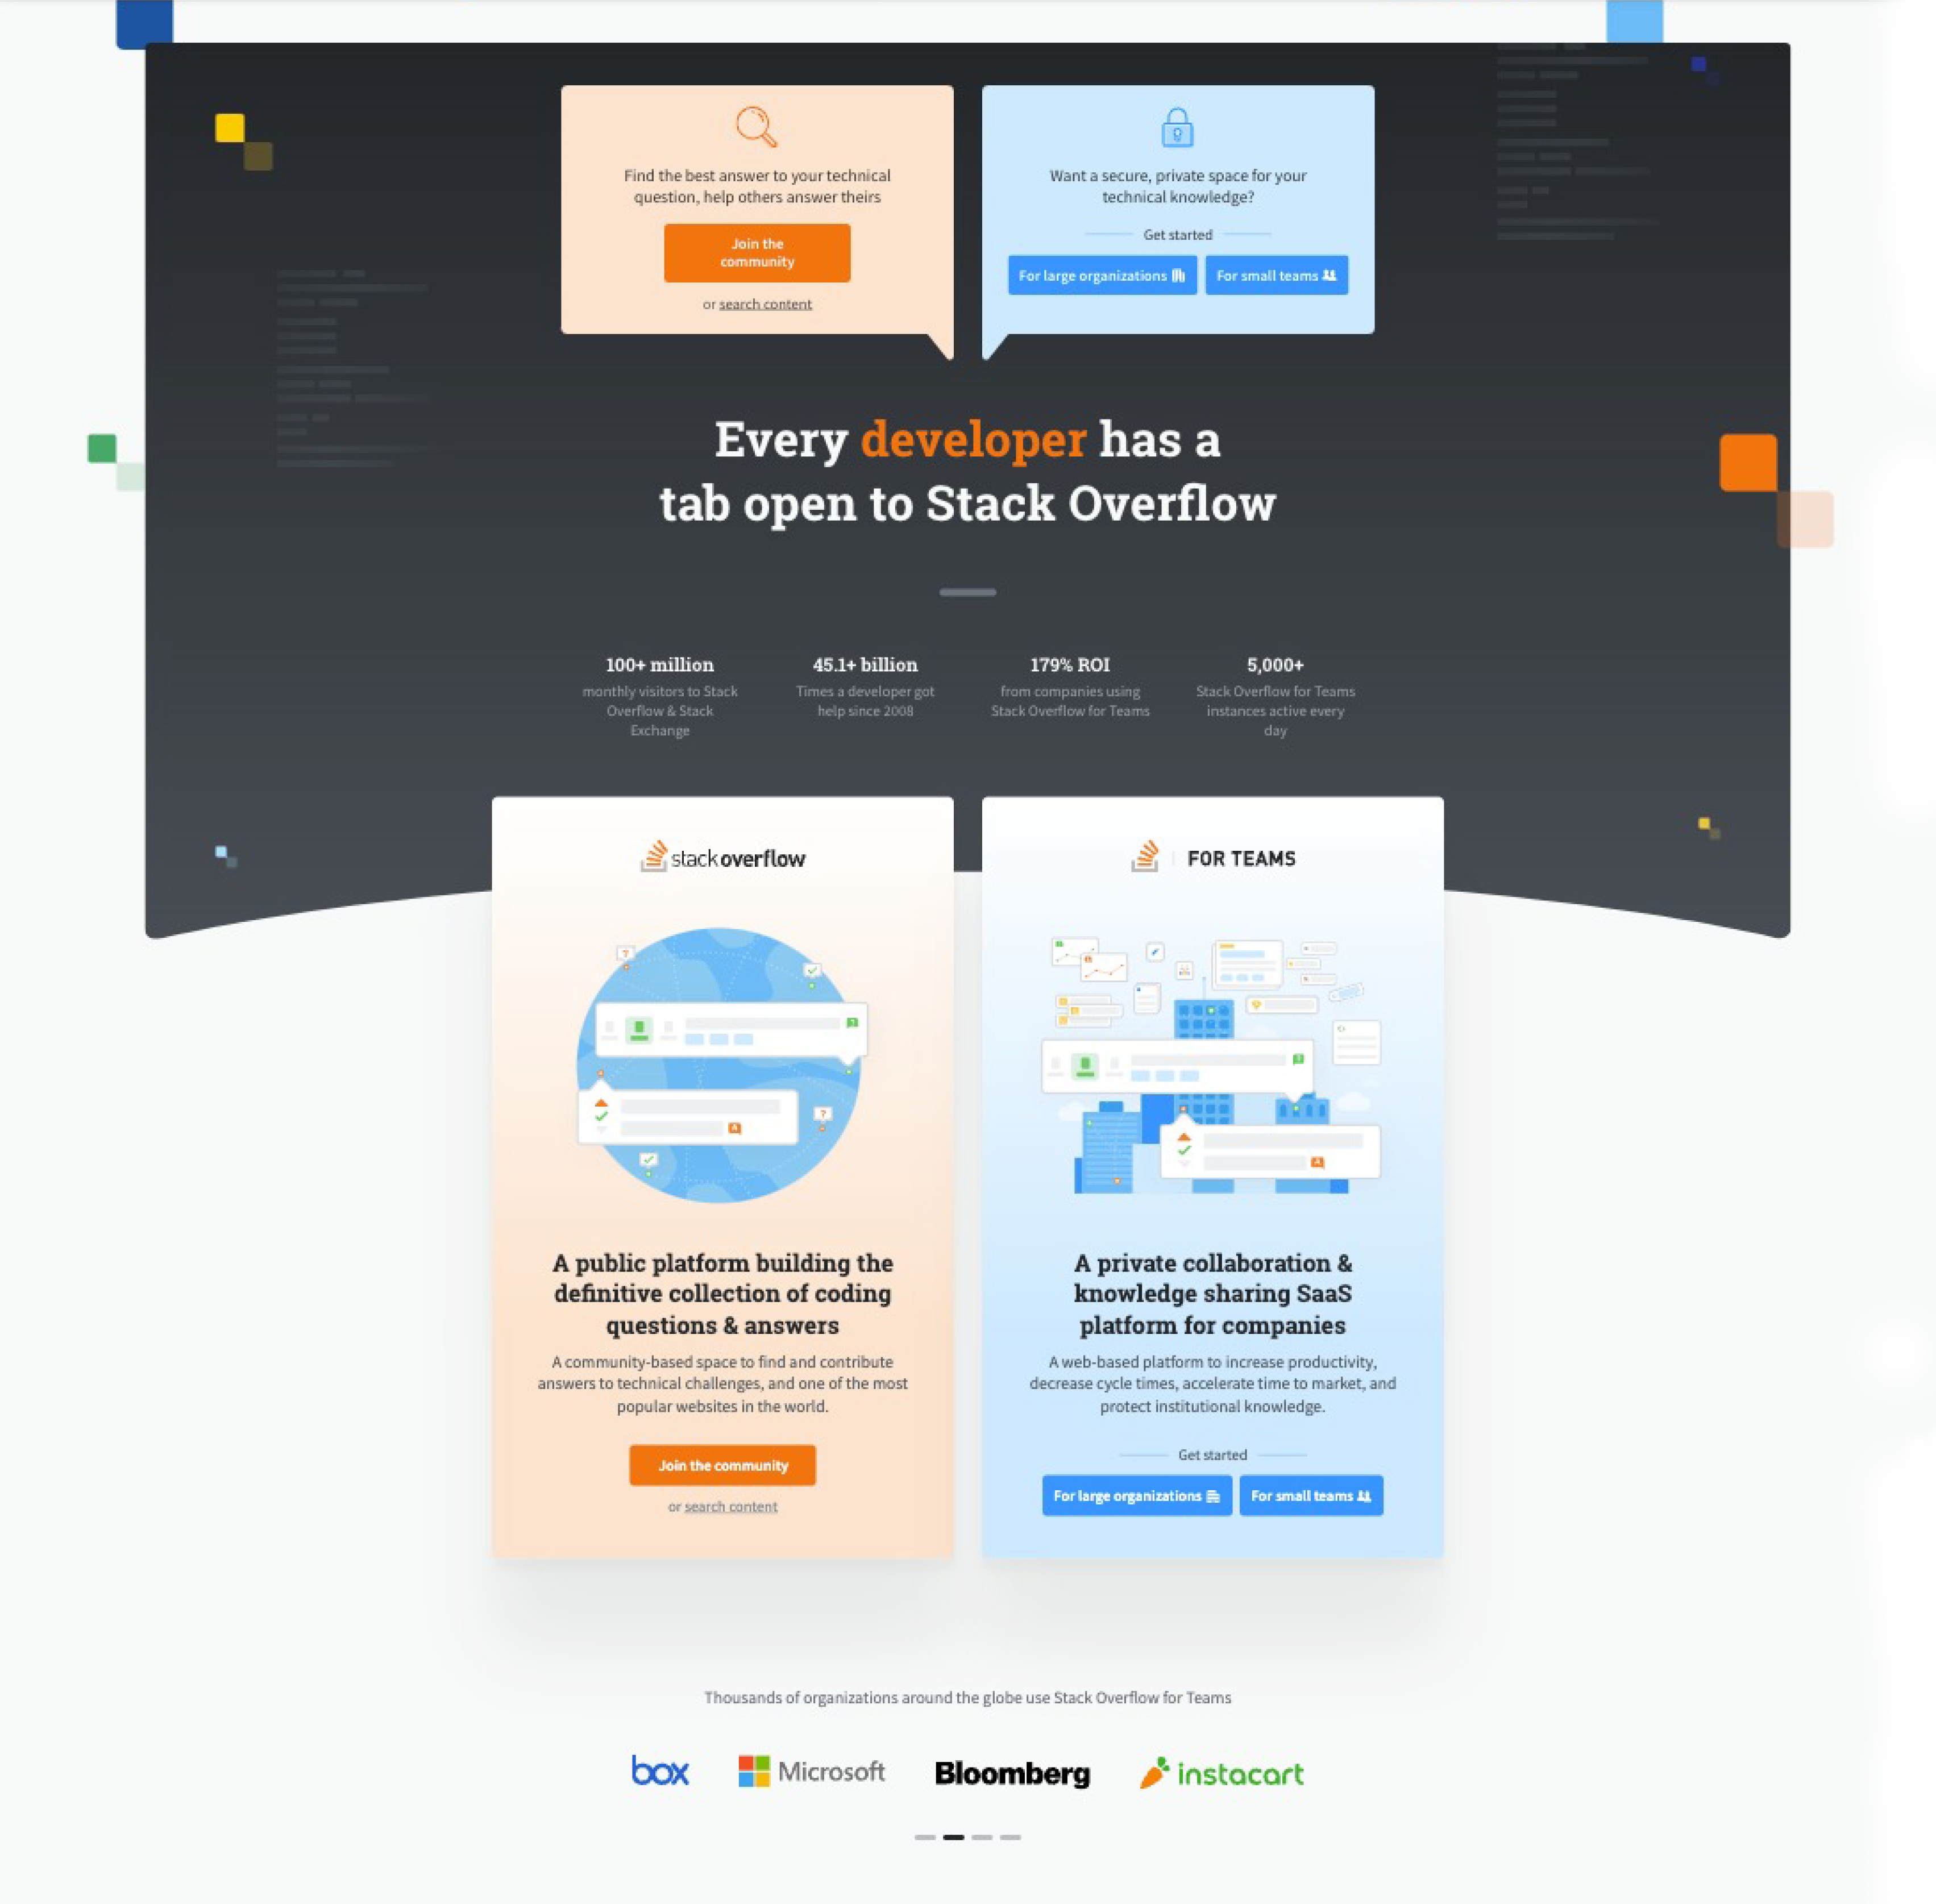 Find the best answer to your technical
question, help others answer theirs
Join the
community
or search content
Want a secure, private space for your
technical knowledge?
Get started
For large organizations
For small teams
Every developer has a
tab open to Stack Overflow
100+ million
monthly visitors to Stack
Overflow & Stack
Exchange
45.1+ billion
Times a developer got
help since 2008
179% ROI
from companies using
Stack Overflow for Teams
5,000+
Stack Overflow for Teams
instances active every
day
stackoverflow
A public platform building the
definitive collection of coding
questions & answers
A community-based space to find and contribute
answers to technical challenges, and one of the most
popular websites in the world.
Join the community
or search content
FOR TEAMS
A private collaboration &
knowledge sharing SaaS
platform for companies
A web-based platform to increase productivity,
decrease cycle times, accelerate time to market, and
protect institutional knowledge.
Get started
For large organizations
For small teams
Thousands of organizations around the globe use Stack Overflow for Teams
box
Microsoft
Bloomberg
instacart